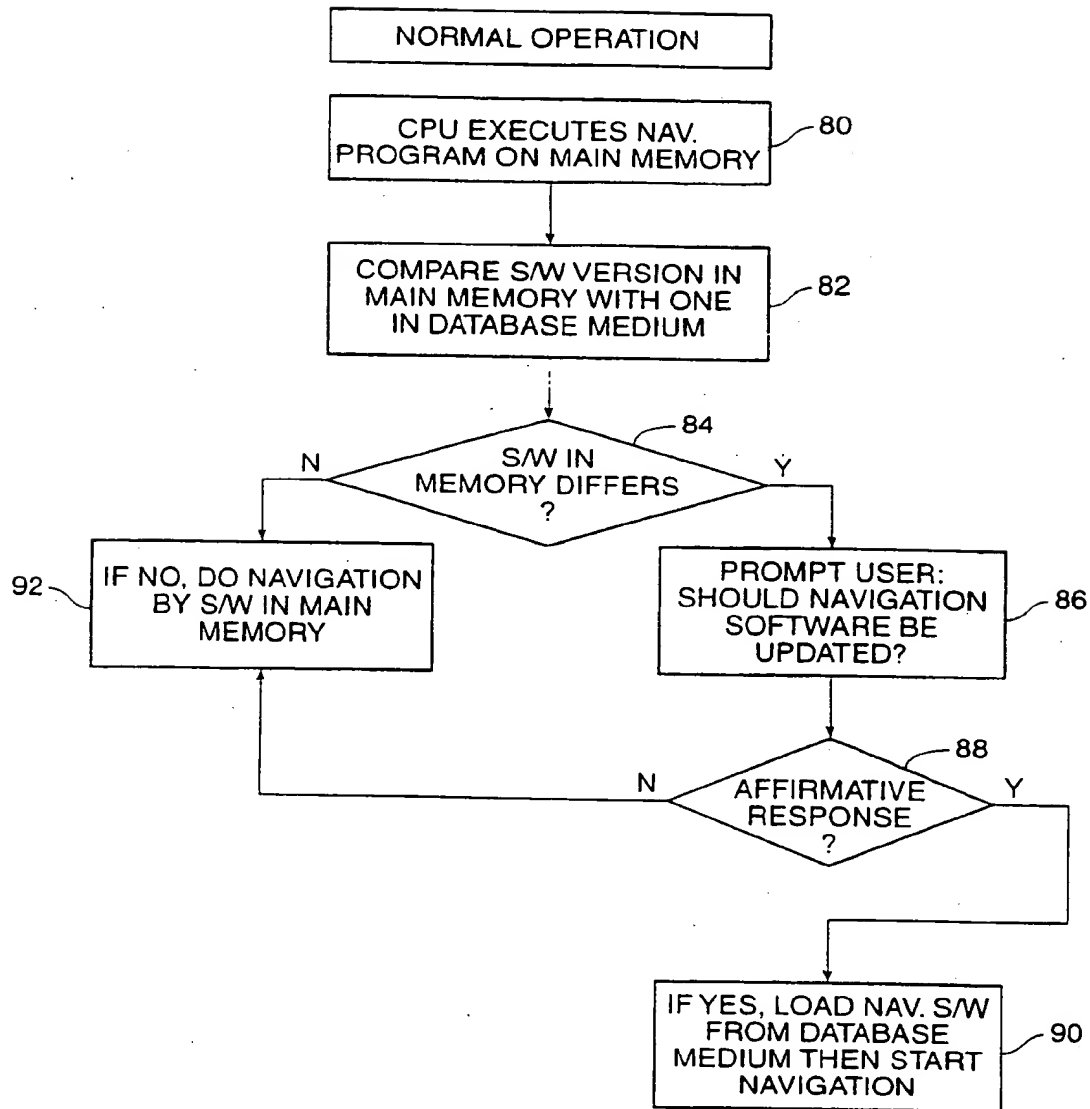 NORMAL OPERATION
CPU EXECUTES NAV.
PROGRAM ON MAIN MEMORY
80
COMPARE S/W VERSION IN
MAIN MEMORY WITH ONE
IN DATABASE MEDIUM
82
84
N
S/W IN
MEMORY DIFFERS
?
Y
92
IF NO, DO NAVIGATION
BY S/W IN MAIN
MEMORY
PROMPT USER:
SHOULD NAVIGATION
SOFTWARE BE
UPDATED?
86
88
N
AFFIRMATIVE
RESPONSE
?
Y
IF YES, LOAD NAV. S/W
FROM DATABASE
MEDIUM THEN START
NAVIGATION
90